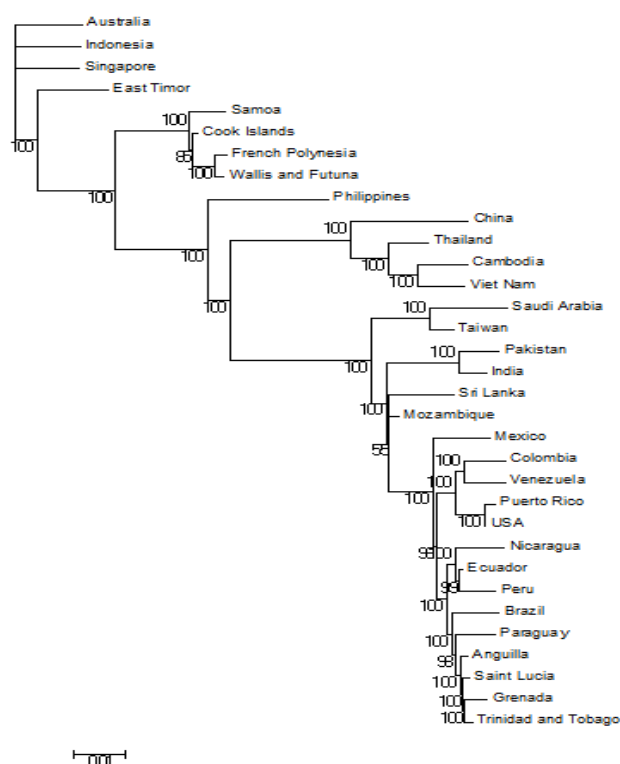 Australia
Indonesia
Singapore
East Timor
100
Samoa
100
Cook Islands
85
French Polynesia
100
Wallis and Futuna
100
Philippines
China
100
Thailand
100
100
Cambodia
100
Viet Nam
100
Saudi Arabia
100
Taiwan
Pakistan
100
100
India
Sri Lanka
100
Mozambique
Mexico
55
Colombia
100
Venezuela
100
100
Puerto Rico
100
USA
Nicaragua
Ecuador
99
Peru
100
Brazil
Paraguay
100
Anguilla
98
Saint Lucia
100
Grenada
100
Trinidad and Tobago
100